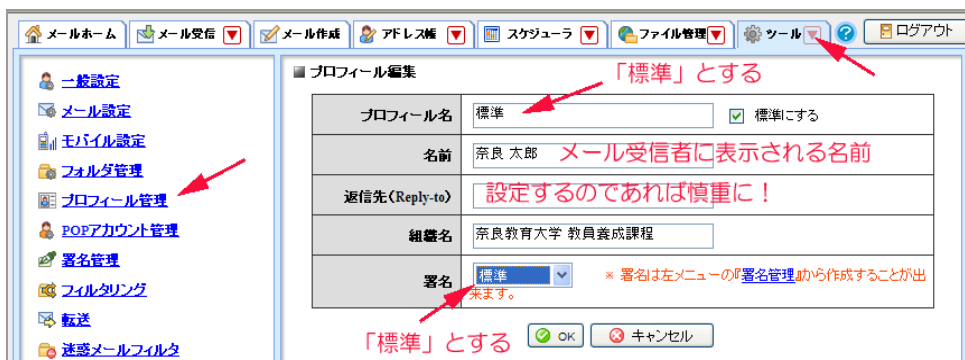 メールホーム メール受信 メール作成 アドレス帳 スケジューラ ファイル管理 ツール ? ログアウト
一般設定
メール設定
モバイル設定
フォルダ管理
プロフィール管理
POPアカウント管理
署名管理
フィルタリング
転送
迷惑メールフィルタ
■プロフィール編集
「標準」とする
プロフィール名 標準 標準にする
名前 奈良 太郎 メール受信者に表示される名前
返信先(Reply-to) 設定するのであれば慎重に!
組織名 奈良教育大学 教員養成課程
署名 標準 ※ 署名は左メニューの『署名管理』から作成することが出
来ます。
「標準」とする OK キャンセル